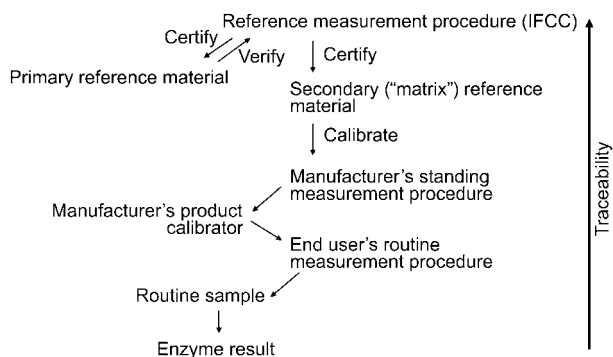 Reference measurement procedure (IFCC)
Certify
Verify
Certify
Primary reference material
Secondary (“matrix”) reference
material
Calibrate
Manufacturer’s standing
measurement procedure
Manufacturer’s product
calibrator
End user’s routine
measurement procedure
Routine sample
Enzyme result
Traceability